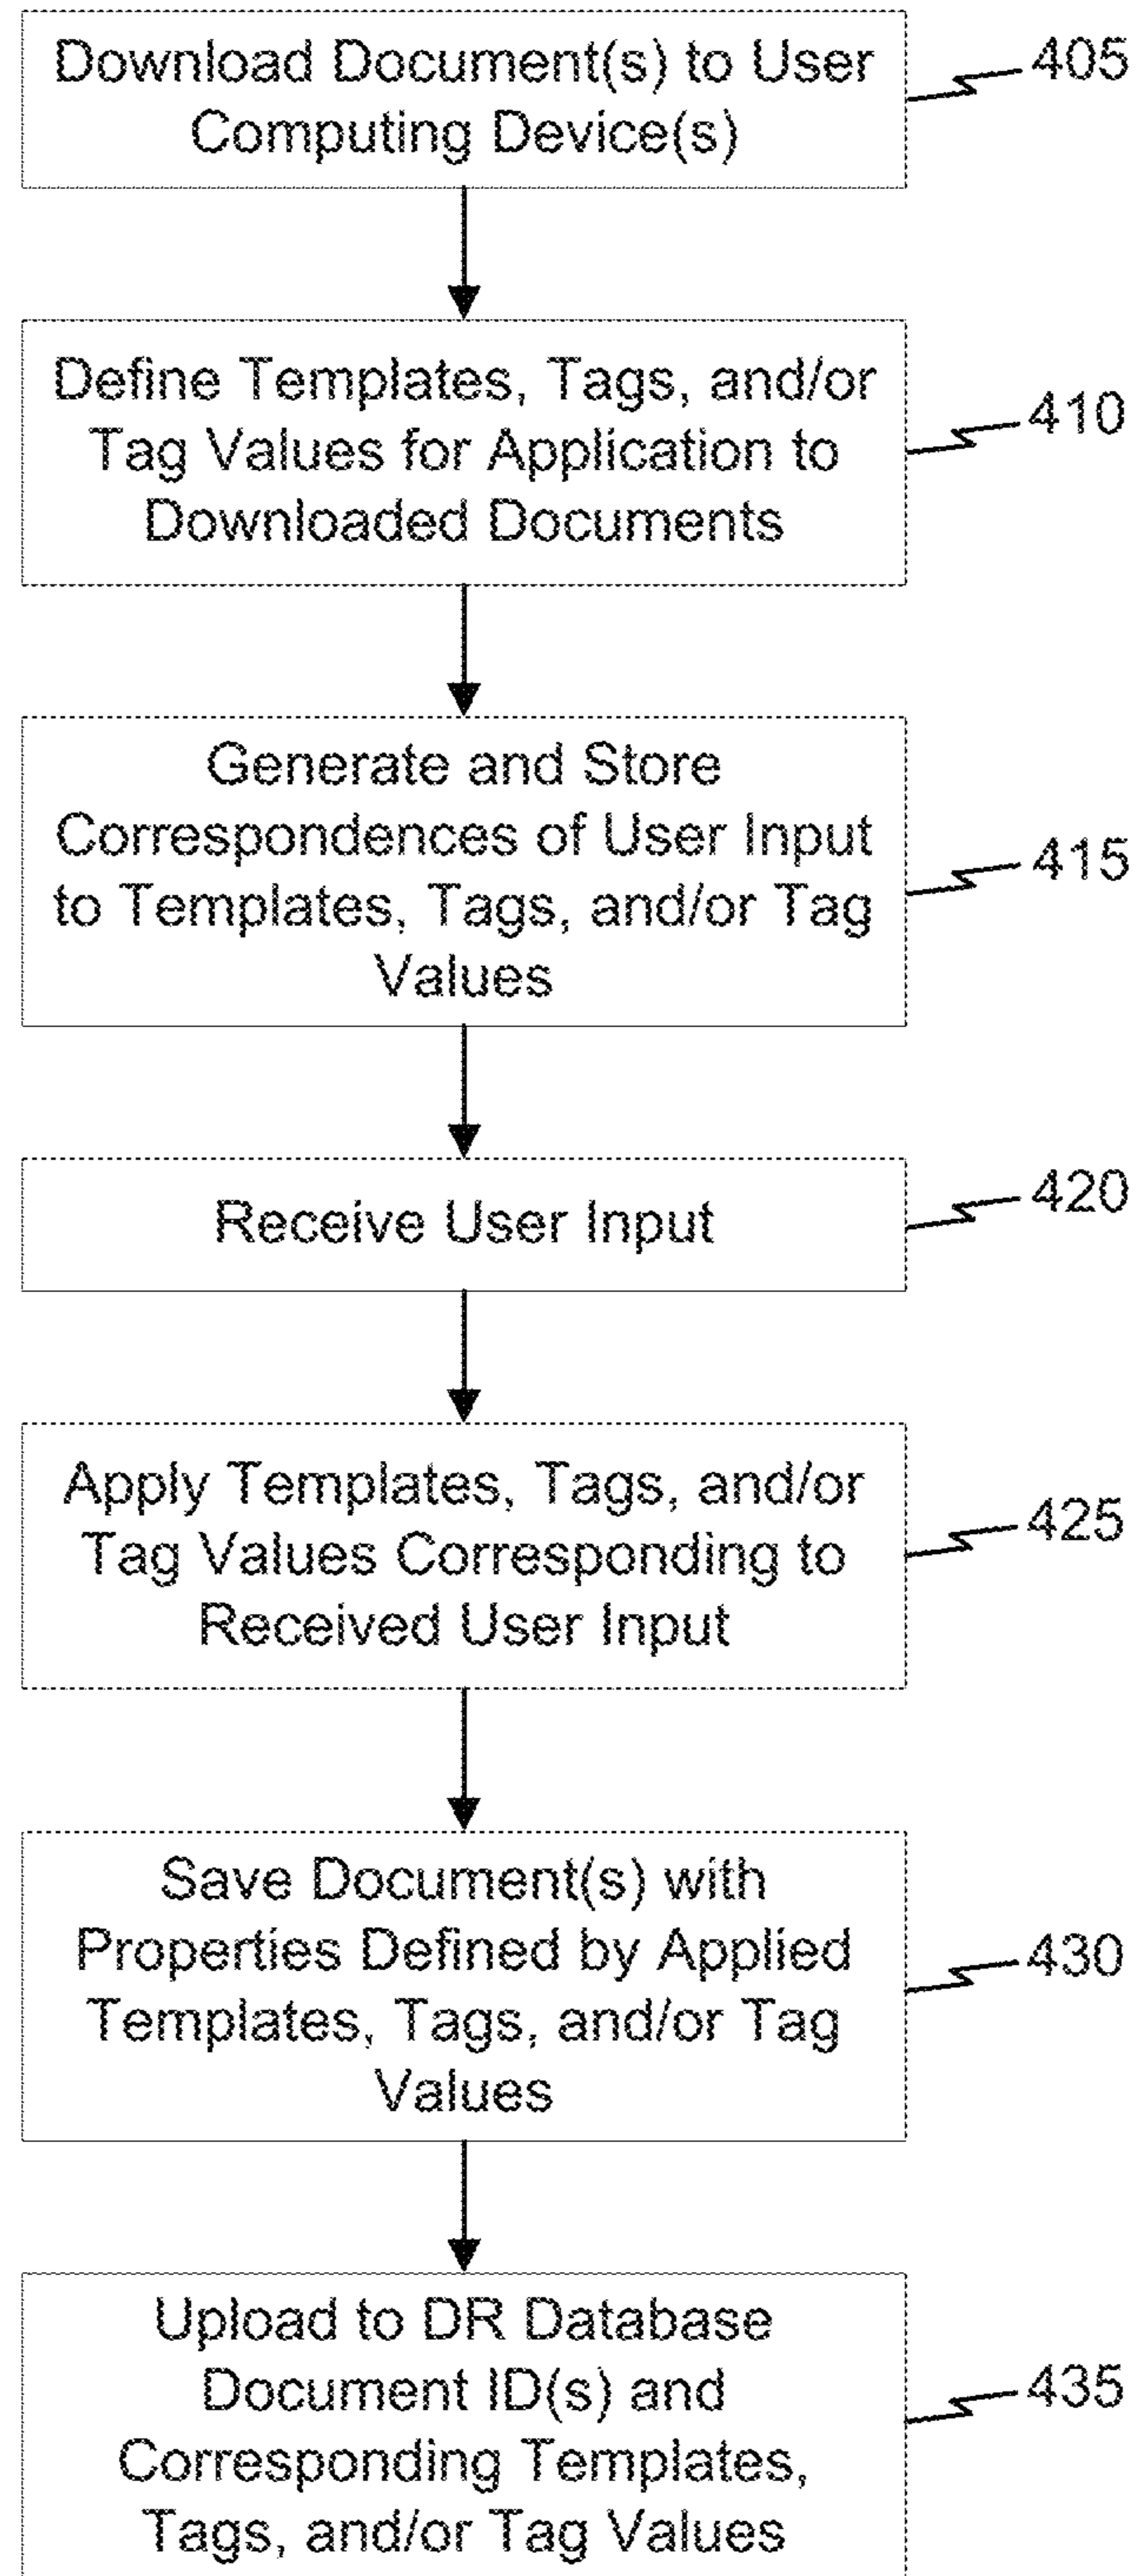 Download Document(s) to User
Computing Device(s)
405
Define Templates, Tags, and/or
Tag Values for Application to
Downloaded Documents
410
Generate and Store
Correspondences of User Input
to Templates, Tags, and/or Tag
Values
415
Receive User Input
420
Apply Templates, Tags, and/or
Tag Values Corresponding to
Received User Input
425
Save Document(s) with
Properties Defined by Applied
Templates, Tags, and/or Tag
Values
430
Upload to DR Database
Document ID(s) and
Corresponding Templates,
Tags, and/or Tag Values
435